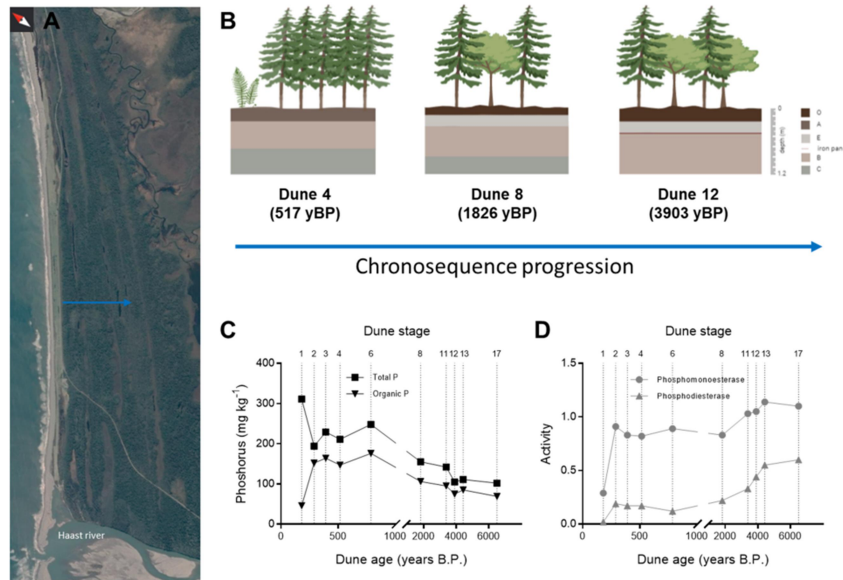 A
B
Haast river
0
depth (m)
1.2
O
A
E
iron pan
B
C
Dune 4
(517 yBP)
Dune 8
(1826 yBP)
Dune 12
(3903 yBP)
Chronosequence progression
C
Dune stage
1 2 3 4 6 8 11 12 13 17
400
300
200
100
0
Phoshorus (mg kg⁻¹)
Total P
Organic P
0 500 1000 2000 4000 6000
Dune age (years B.P.)
D
Dune stage
1 2 3 4 6 8 11 12 13 17
1.5
1.0
0.5
0.0
Activity
Phosphomonoesterase
Phosphodiesterase
0 500 1000 2000 4000 6000
Dune age (years B.P.)